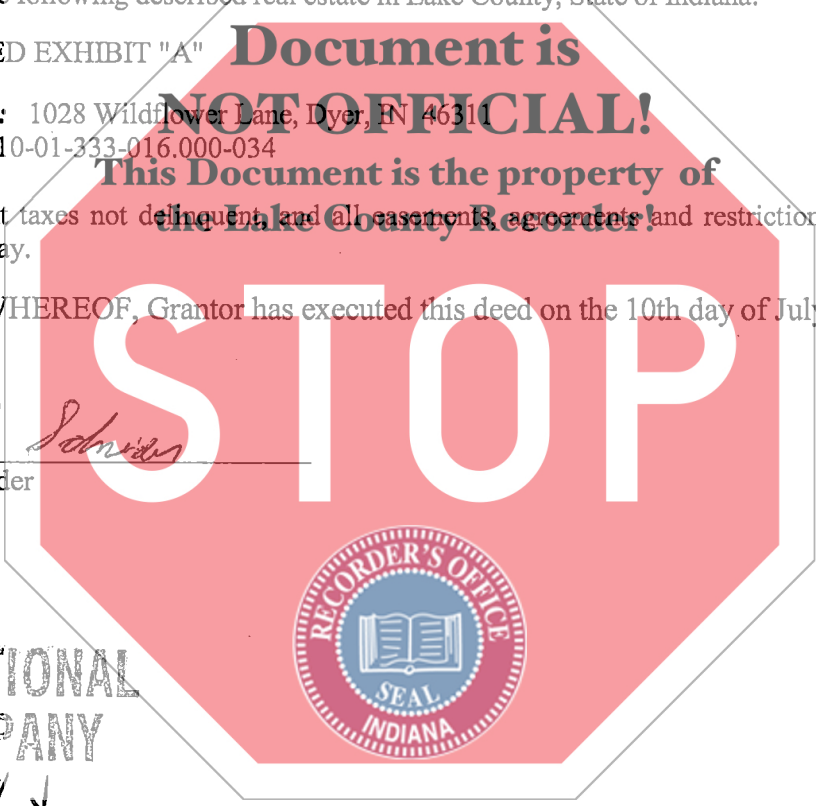 following described real estate in Lake County, State of Indiana:
ED EXHIBIT "A"
Document is
NOT OFFICIAL!
: 1028 Wildflower Lane, Dyer, IN 46311
10-01-333-016.000-034
This Document is the property of
the Lake County Recorder!
t taxes not delinquent, and all easements, agreements and restriction
ay.
WHEREOF, Grantor has executed this deed on the 10th day of July
STOP
Schneider
der
RECORDER'S OFFICE
SEAL
INDIANA
TIONAL
PANY